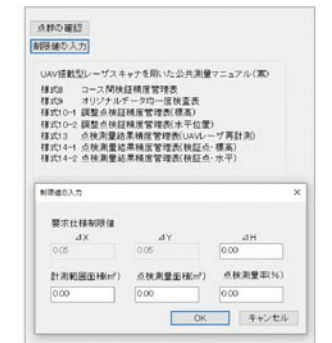 点群の確認
制限値の入力
UAV搭載型レーザスキャナを用いた公共測量マニュアル(案)
様式8 コース間検証精度管理表
様式9 オリジナルデータ均一度検査表
様式10-1 調整点検証精度管理表(標高)
様式10-2 調整点検証精度管理表(水平位置)
様式13 点検測量結果精度管理表(UAVレーザ再計測)
様式14-1 点検測量結果精度管理表(検証点-標高)
様式14-2 点検測量結果精度管理表(検証点-水平)
制限値の入力
要求仕様制限値
⊿X ⊿Y ⊿H
0.05 0.05 0.00
計測範囲面積(㎡) 点検測量面積(㎡) 点検測量率(%)
0.00 0.00 0.00
OK キャンセル